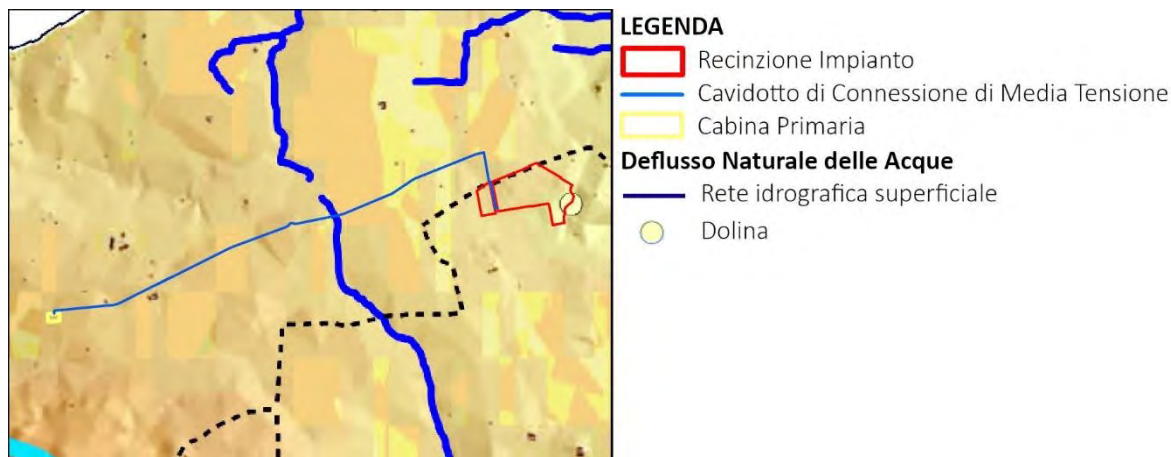 LEGENDA
Recinzione Impianto
Cavidotto di Connessione di Media Tensione
Cabina Primaria
Deflusso Naturale delle Acque
Rete idrografica superficiale
Dolina